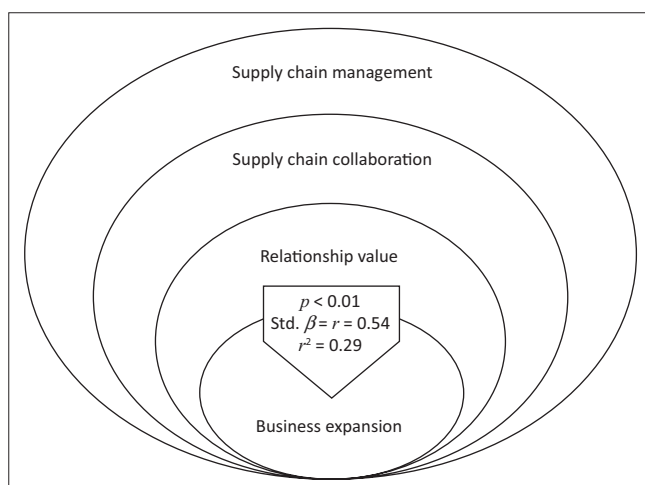 Supply chain management
Supply chain collaboration
Relationship value
p < 0.01
Std. β = r = 0.54
r² = 0.29
Business expansion